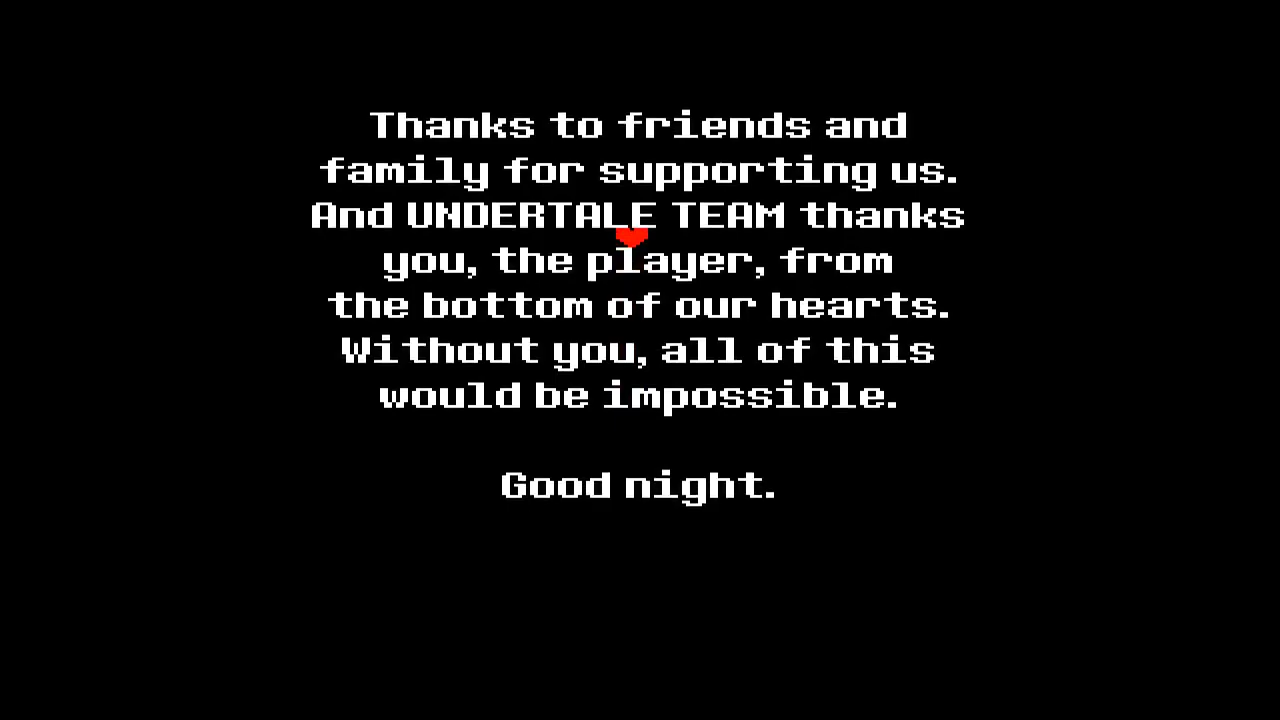 Thanks to friends and
family for supporting us.
And UNDERTALE TEAM thanks
you, the player, from
the bottom of our hearts.
Without you, all of this
would be impossible.
Good night.